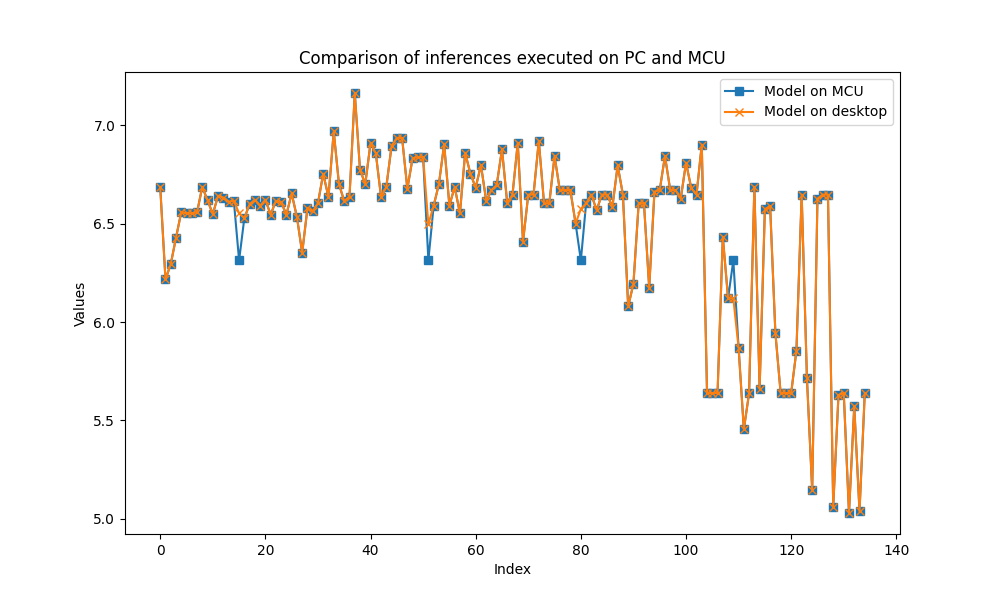 Comparison of inferences executed on PC and MCU
Model on MCU
Model on desktop
Values
7.0
6.5
6.0
5.5
5.0
0
20
40
60
80
100
120
140
Index